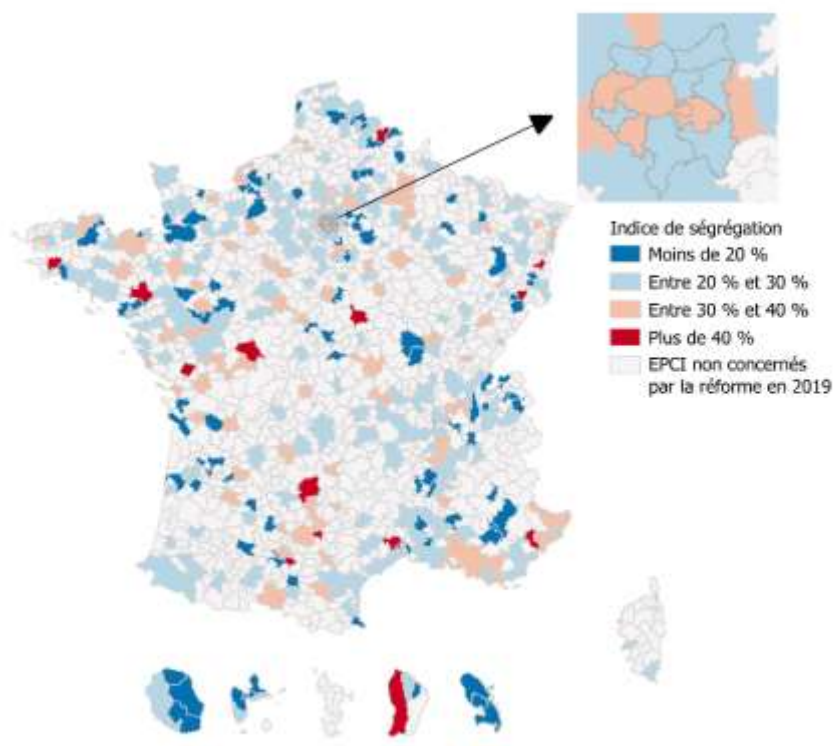 Indice de ségrégation
Moins de 20 %
Entre 20 % et 30 %
Entre 30 % et 40 %
Plus de 40 %
EPCI non concernés
par la réforme en 2019